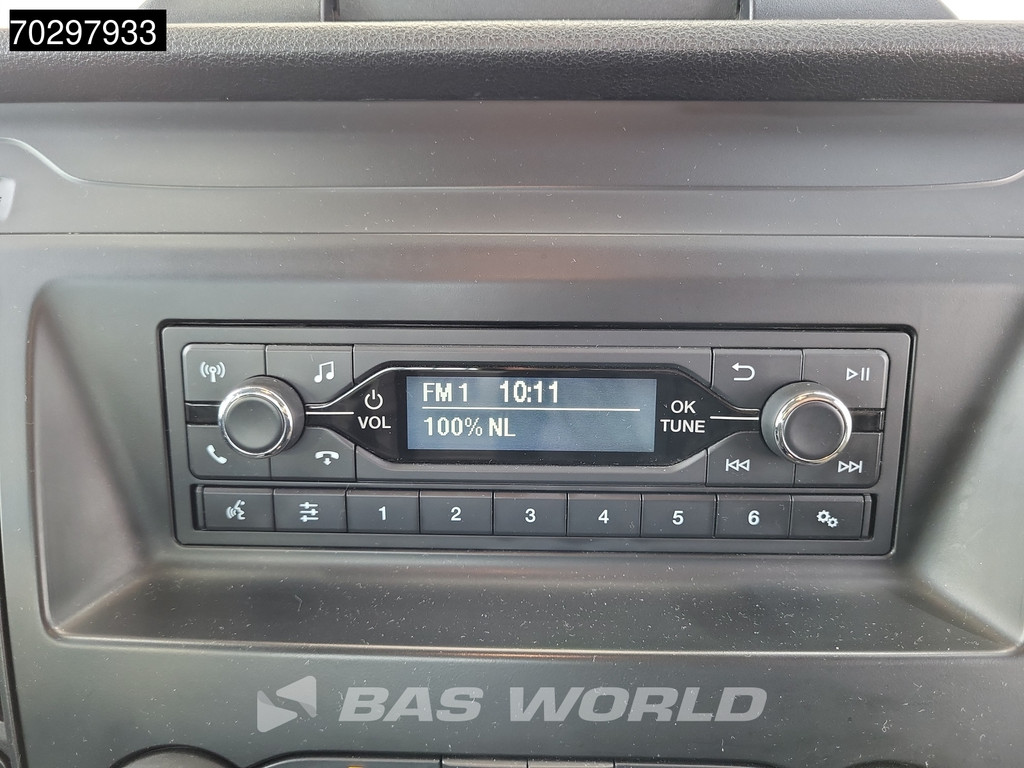 70297933
FM 1 10:11
100% NL
VOL
OK
TUNE
1 2 3 4 5 6
BAS WORLD